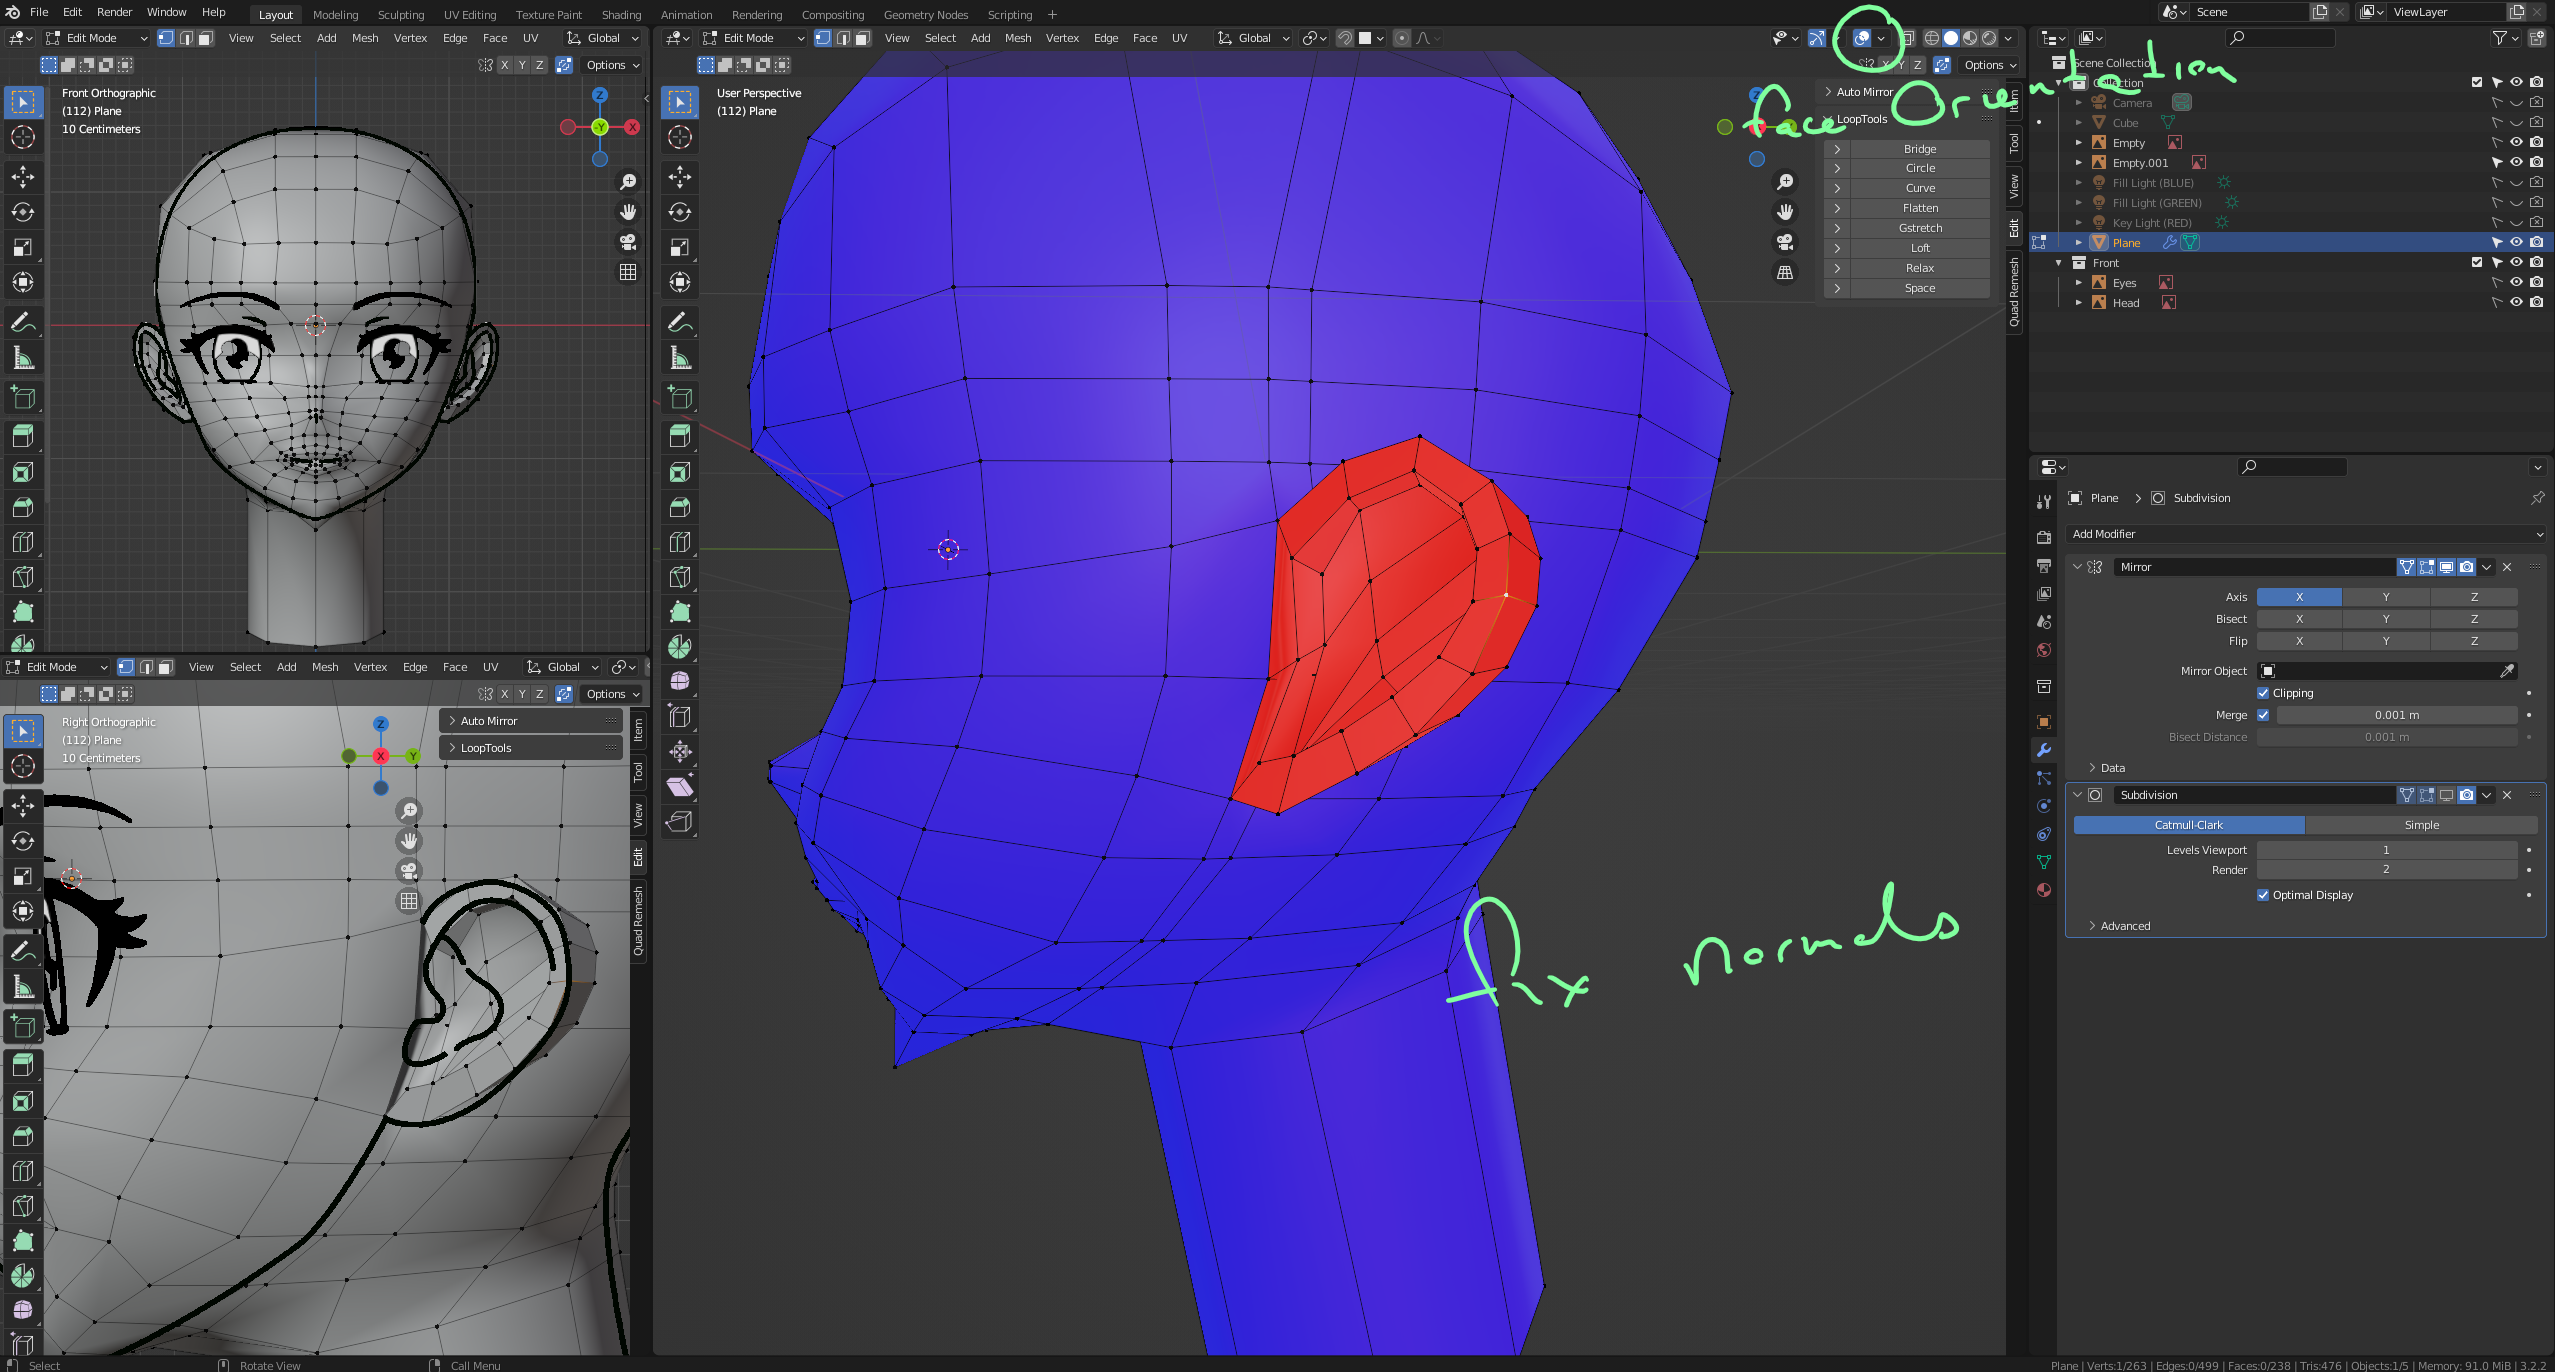 File Edit Render Window Help Layout Modeling Sculpting UV Editing Texture Paint Shading Animation Rendering Compositing Geometry Nodes Scripting + Scene ViewLayer
Edit Mode View Select Add Mesh Vertex Edge Face UV Global
Options
Front Orthographic
(112) Plane
10 Centimeters
Edit Mode View Select Add Mesh Vertex Edge Face UV Global
X Y Z Options
Right Orthographic
(112) Plane
10 Centimeters
Auto Mirror
LoopTools
Item
Tool
View
Edit
Quad Remesh
Edit Mode View Select Add Mesh Vertex Edge Face UV Global
Options
User Perspective
(112) Plane
Auto Mirror
LoopTools
Bridge
Circle
Curve
Flatten
Gstretch
Loft
Relax
Space
Item
Tool
View
Edit
Quad Remesh
face Orientation
fix normals
Scene Collection
Collection
Camera
Cube
Empty
Empty.001
Fill Light (BLUE)
Fill Light (GREEN)
Key Light (RED)
Plane
Front
Eyes
Head
Plane Subdivision
Add Modifier
Mirror
Axis X Y Z
Bisect X Y Z
Flip X Y Z
Mirror Object
Clipping
Merge 0.001 m
Bisect Distance 0.001 m
Data
Subdivision
Catmull-Clark Simple
Levels Viewport 1
Render 2
Optimal Display
Advanced
Select Rotate View Call Menu
Plane | Verts:1/263 | Edges:0/499 | Faces:0/238 | Tris:476 | Objects:1/5 | Memory: 91.0 MiB | 3.2.2